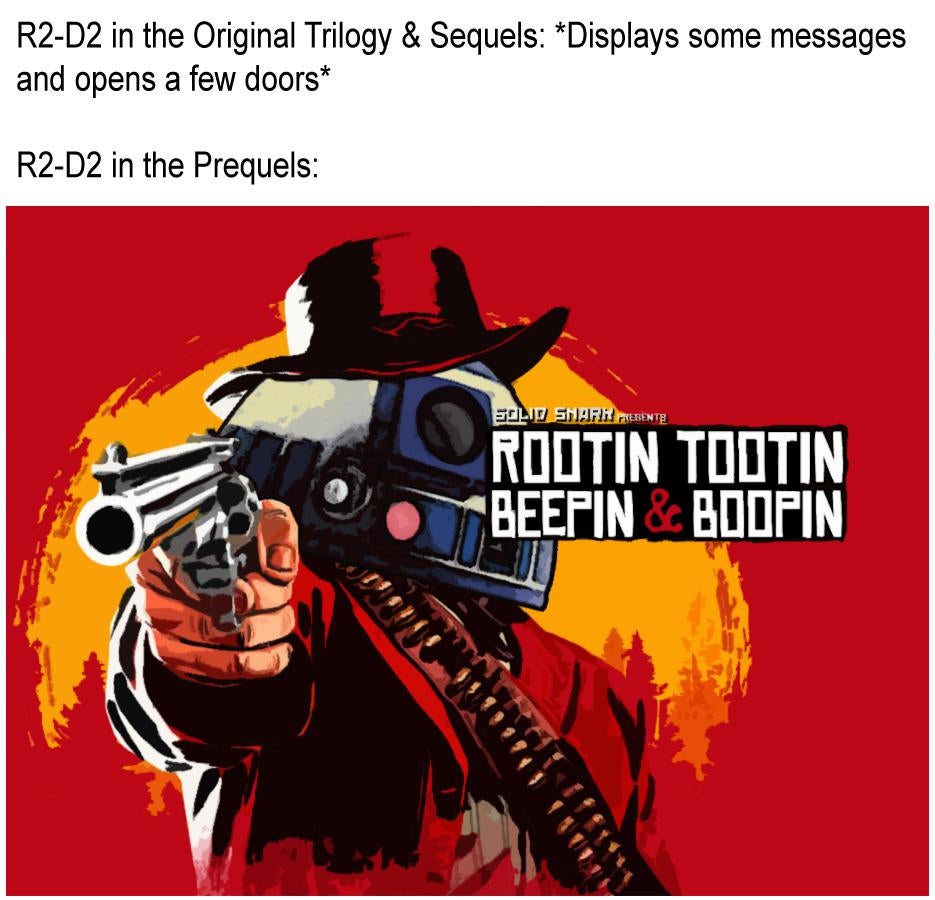 R2-D2 in the Original Trilogy & Sequels: *Displays some messages
and opens a few doors*
R2-D2 in the Prequels:
SOLID SNARK PRESENTS
ROOTIN TOOTIN
BEEPIN & BOOPIN